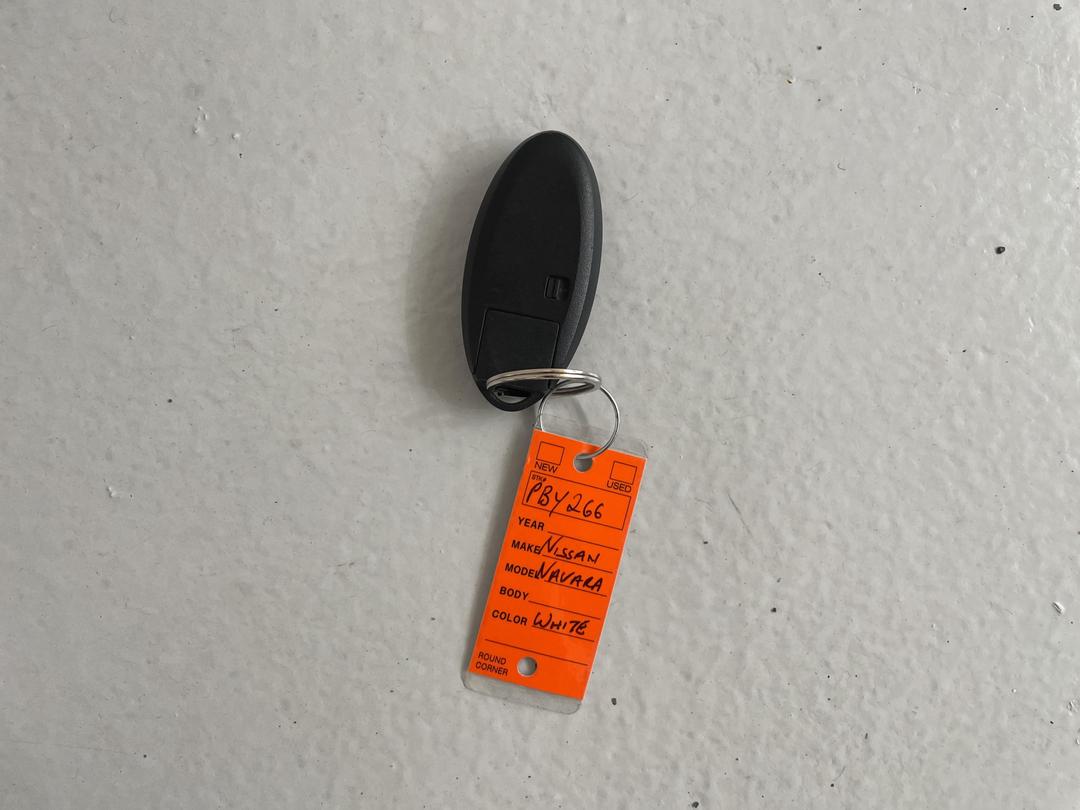 NEW USED
STK#
PBY266
YEAR
MAKE NISSAN
MODEL NAVARA
BODY
COLOR WHITE
ROUND
CORNER